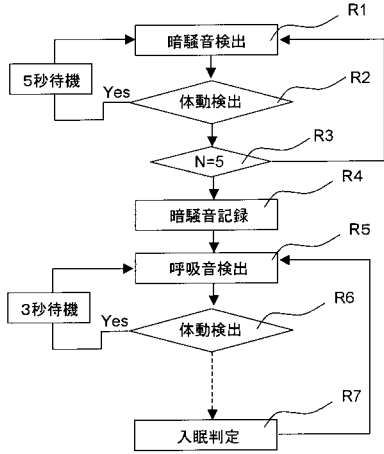 R1
暗騒音検出
5秒待機
Yes
体動検出
R2
N=5
R3
R4
暗騒音記録
R5
呼吸音検出
3秒待機
Yes
体動検出
R6
R7
入眠判定